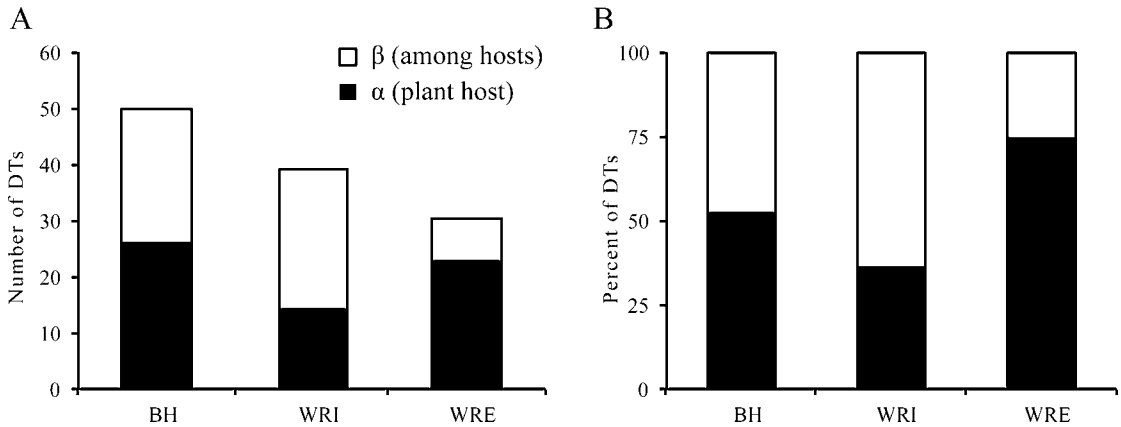 A
Number of DTs
60
50
40
30
20
10
0
β (among hosts)
α (plant host)
BH
WRI
WRE
B
Percent of DTs
100
75
50
25
0
BH
WRI
WRE